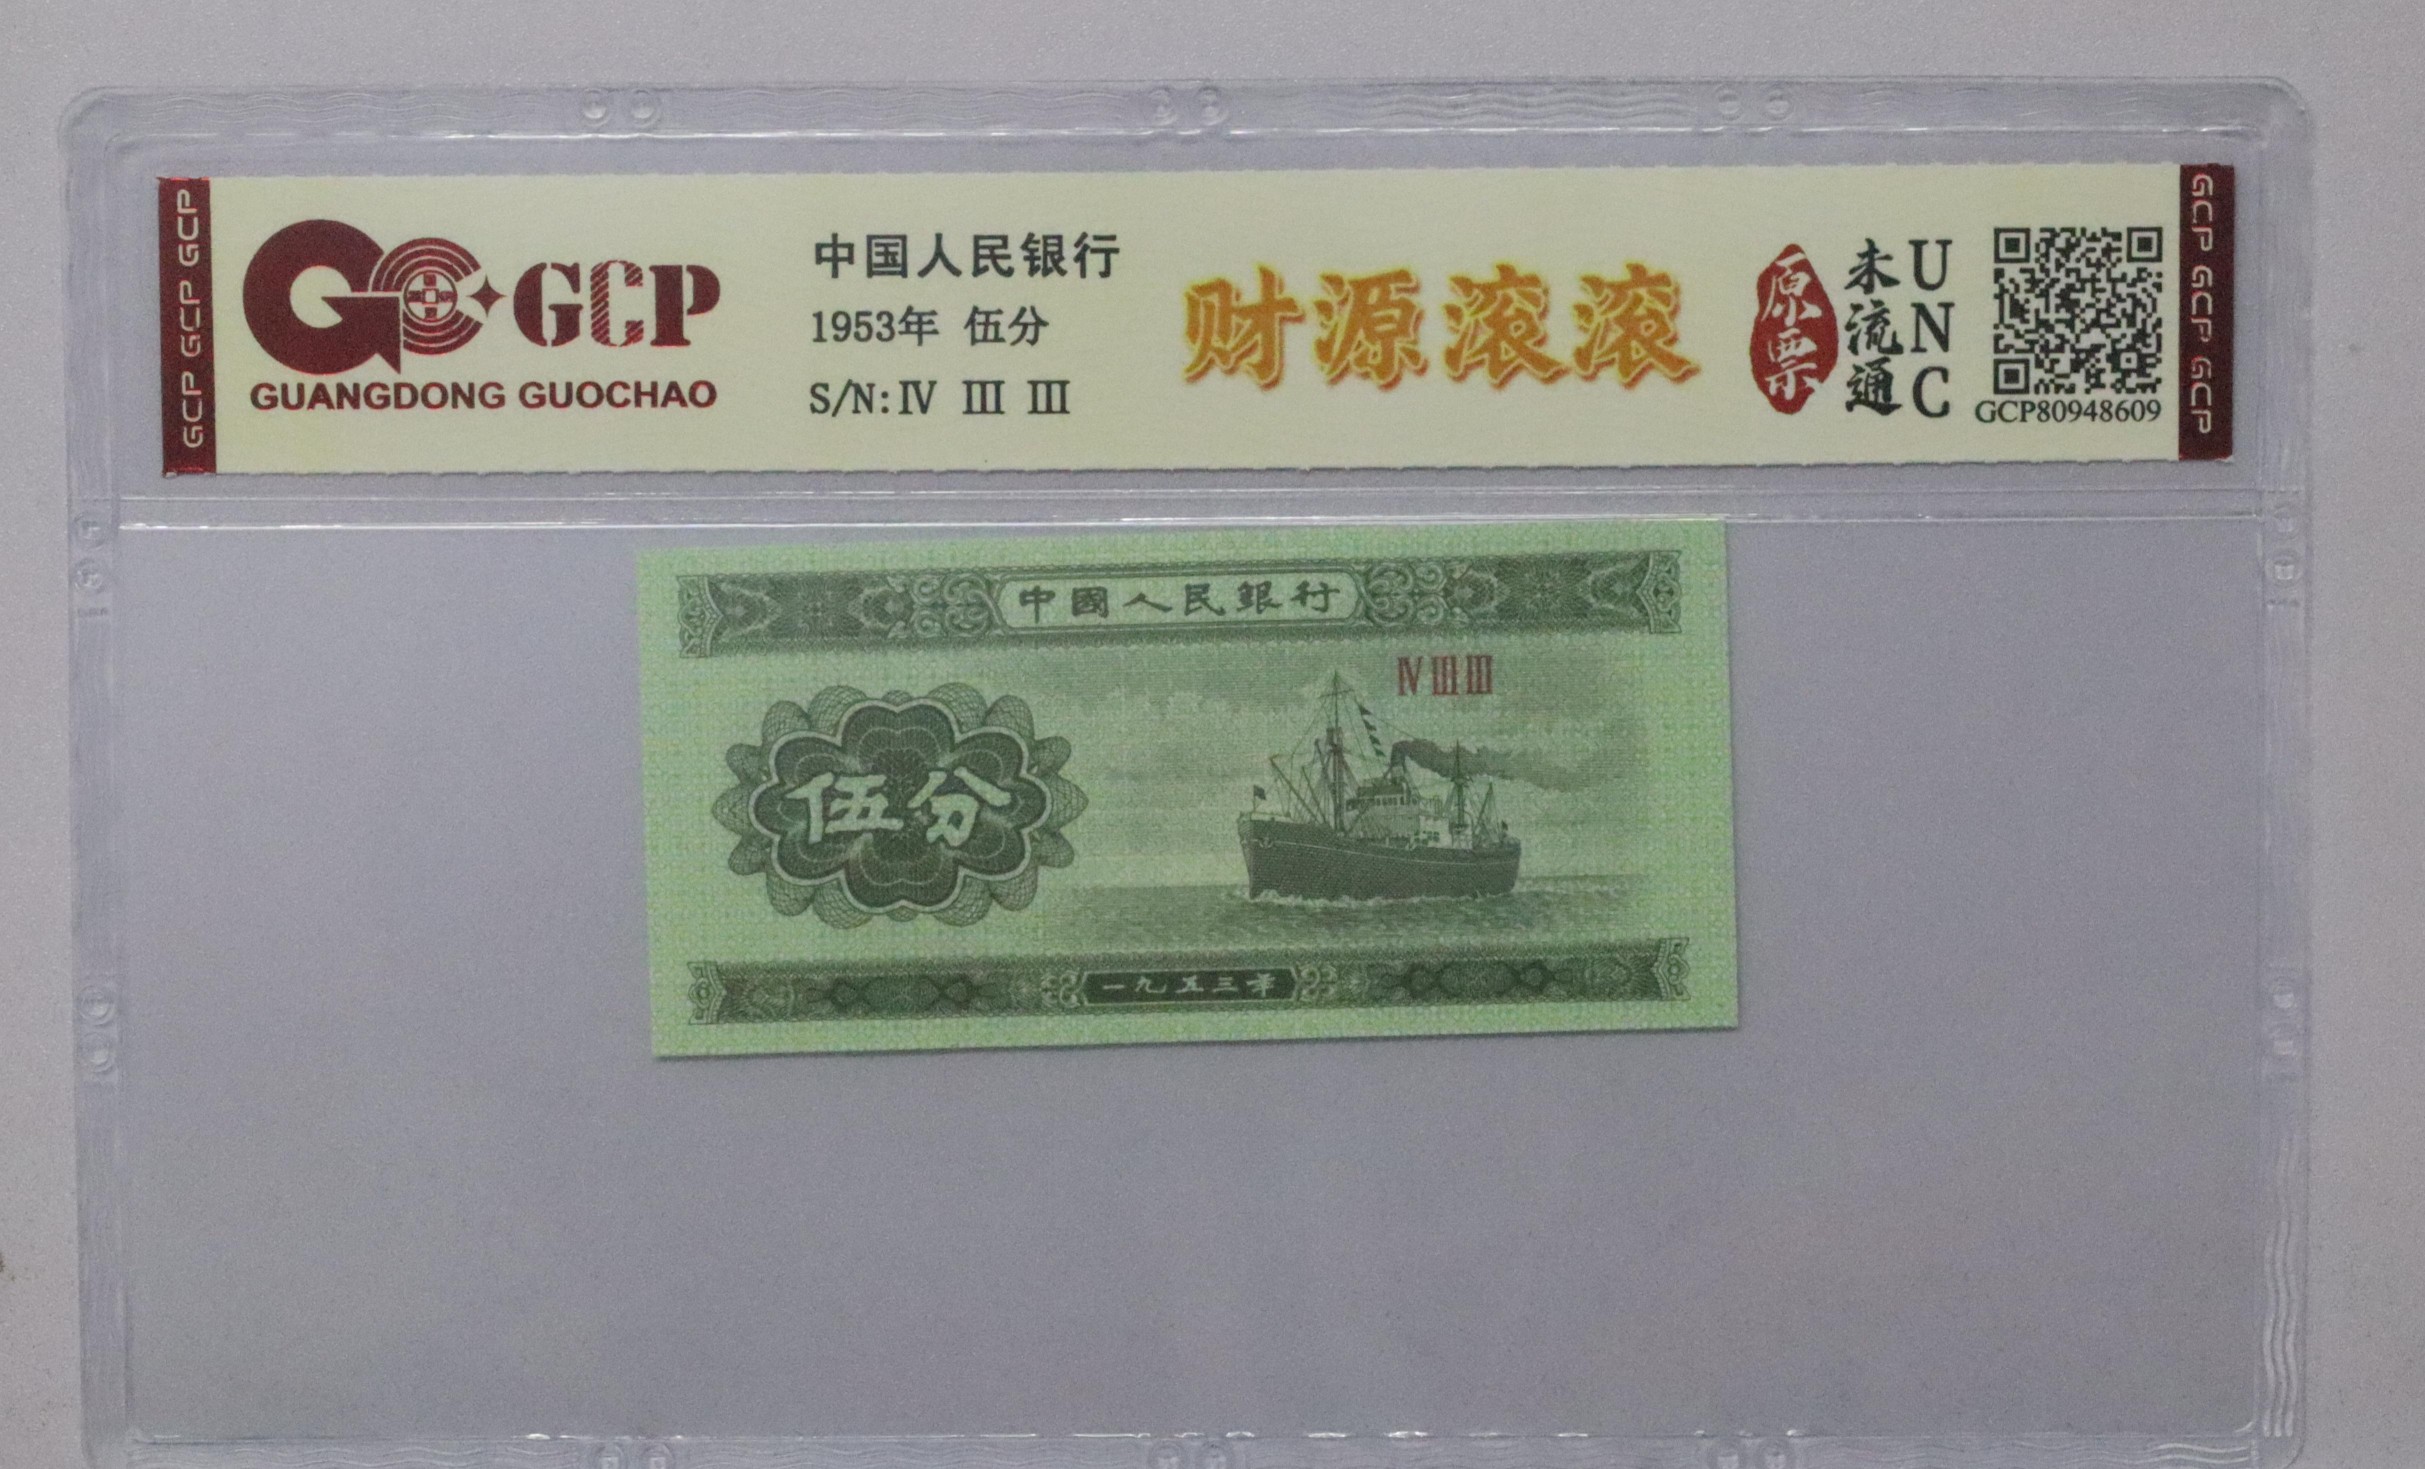 GCP GCP GCP
GCP
GUANGDONG GUOCHAO
中国人民银行
1953年 伍分
S/N: Ⅳ Ⅲ Ⅲ
财源滚滚
原票
未流通
UNC
GCP80948609
GCP GCP GCP
中國人民銀行
Ⅳ Ⅲ Ⅲ
伍分
一九五三年